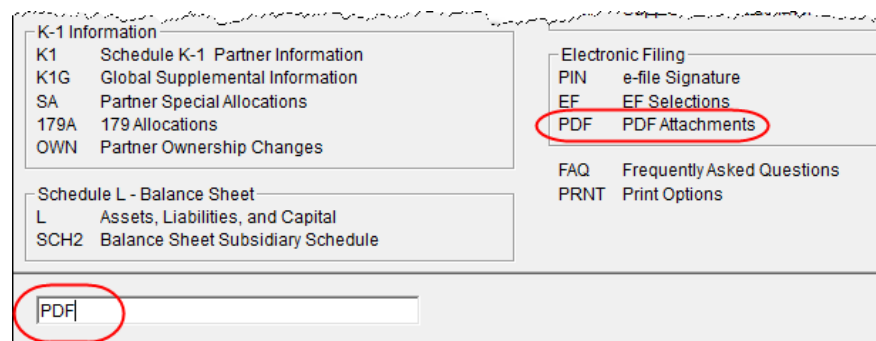 K-1 Information
K1 Schedule K-1 Partner Information
K1G Global Supplemental Information
SA Partner Special Allocations
179A 179 Allocations
OWN Partner Ownership Changes
Schedule L - Balance Sheet
L Assets, Liabilities, and Capital
SCH2 Balance Sheet Subsidiary Schedule
Electronic Filing
PIN e-file Signature
EF EF Selections
PDF PDF Attachments
FAQ Frequently Asked Questions
PRNT Print Options
PDF